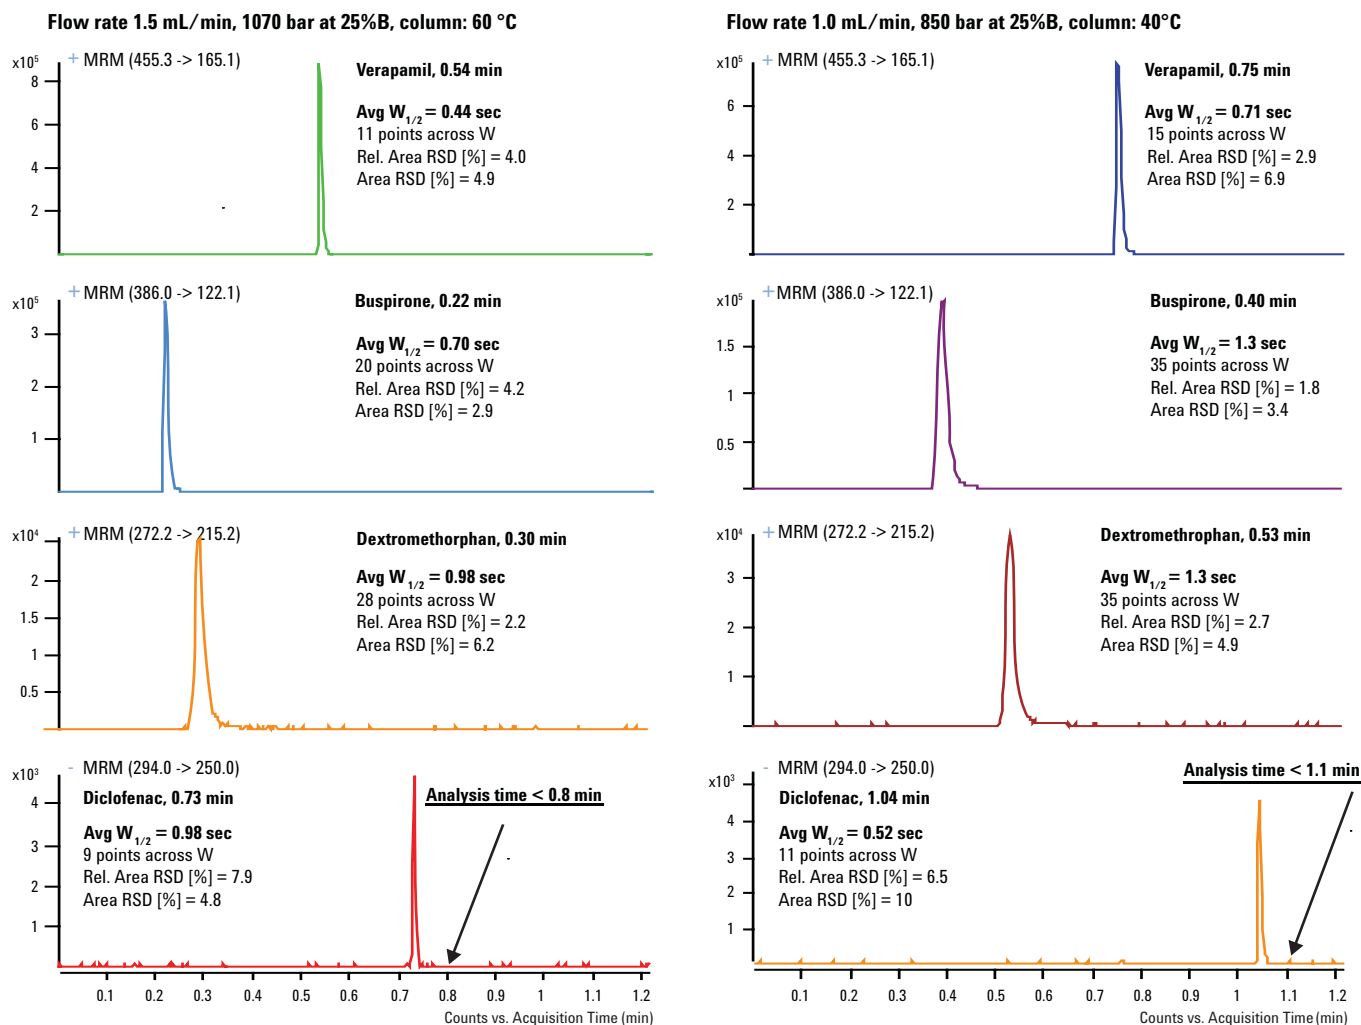 Flow rate 1.5 mL/min, 1070 bar at 25%B, column: 60 °C
x10⁵
+ MRM (455.3 -> 165.1)
Verapamil, 0.54 min
Avg W1/2 = 0.44 sec
11 points across W
Rel. Area RSD [%] = 4.0
Area RSD [%] = 4.9
8
6
4
2
x10⁵
+ MRM (386.0 -> 122.1)
Buspirone, 0.22 min
Avg W1/2 = 0.70 sec
20 points across W
Rel. Area RSD [%] = 4.2
Area RSD [%] = 2.9
3
2
1
x10⁴
+ MRM (272.2 -> 215.2)
Dextromethorphan, 0.30 min
Avg W1/2 = 0.98 sec
28 points across W
Rel. Area RSD [%] = 2.2
Area RSD [%] = 6.2
2
1.5
1
0.5
x10³
- MRM (294.0 -> 250.0)
Diclofenac, 0.73 min
Analysis time < 0.8 min
Avg W1/2 = 0.98 sec
9 points across W
Rel. Area RSD [%] = 7.9
Area RSD [%] = 4.8
4
3
2
1
0.1 0.2 0.3 0.4 0.5 0.6 0.7 0.8 0.9 1 1.1 1.2
Counts vs. Acquisition Time (min)
Flow rate 1.0 mL/min, 850 bar at 25%B, column: 40°C
x10⁵
+ MRM (455.3 -> 165.1)
Verapamil, 0.75 min
Avg W1/2 = 0.71 sec
15 points across W
Rel. Area RSD [%] = 2.9
Area RSD [%] = 6.9
6
4
2
x10⁵
+ MRM (386.0 -> 122.1)
Buspirone, 0.40 min
Avg W1/2 = 1.3 sec
35 points across W
Rel. Area RSD [%] = 1.8
Area RSD [%] = 3.4
1.5
1
0.5
x10⁴
+ MRM (272.2 -> 215.2)
Dextromethrophan, 0.53 min
Avg W1/2 = 1.3 sec
35 points across W
Rel. Area RSD [%] = 2.7
Area RSD [%] = 4.9
3
2
1
x10³
- MRM (294.0 -> 250.0)
Analysis time < 1.1 min
Diclofenac, 1.04 min
Avg W1/2 = 0.52 sec
11 points across W
Rel. Area RSD [%] = 6.5
Area RSD [%] = 10
4
3
2
1
0.1 0.2 0.3 0.4 0.5 0.6 0.7 0.8 0.9 1 1.1 1.2
Counts vs. Acquisition Time (min)